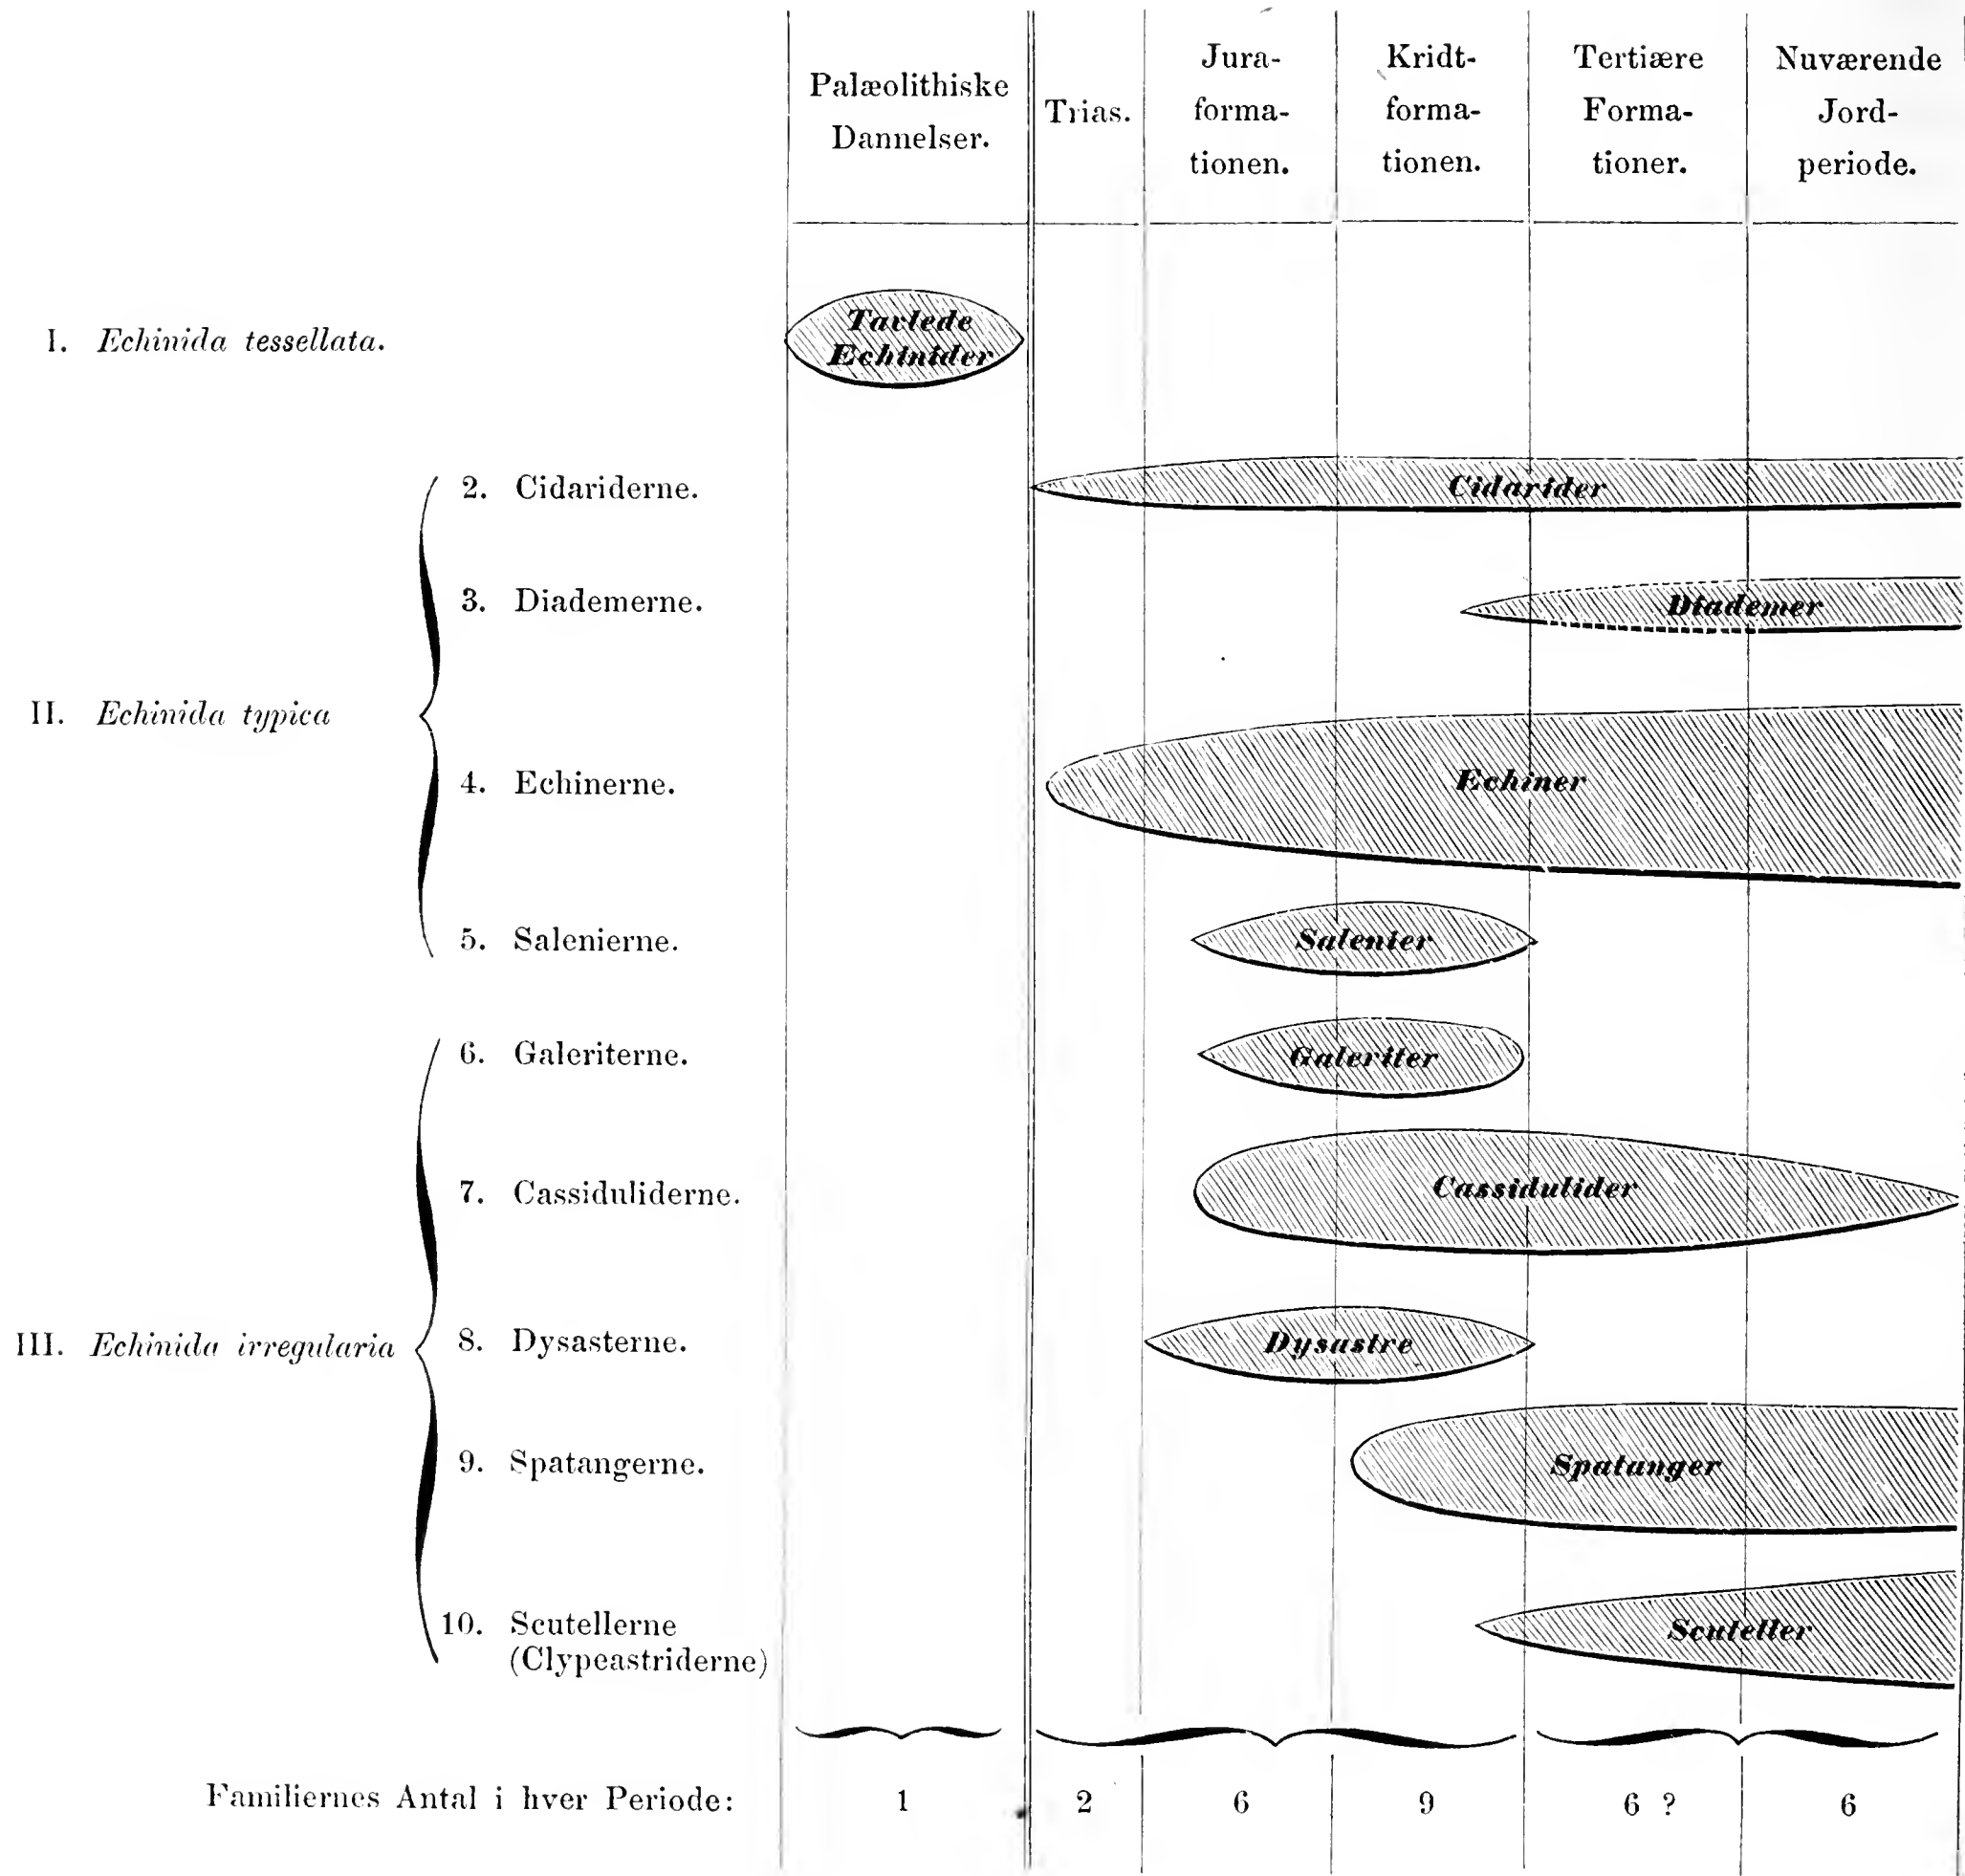 Palæolithiske
Dannelser.
Trias.
Jura-
forma-
tionen.
Kridt-
forma-
tionen.
Tertiære
Forma-
tioner.
Nuværende
Jord-
periode.
I. Echinida tessellata.
Tavlede
Echinider
2. Cidariderne.
Cidarider
3. Diademerne.
Diademer
II. Echinida typica
4. Echinerne.
Echiner
5. Salenierne.
Salenier
6. Galeriterne.
Galeriter
7. Cassiduliderne.
Cassidulider
III. Echinida irregularia
8. Dysasterne.
Dysastre
9. Spatangerne.
Spatanger
10. Scutellerne
(Clypeastriderne)
Scuteller
Familiernes Antal i hver Periode: 1 2 6 9 6 ? 6